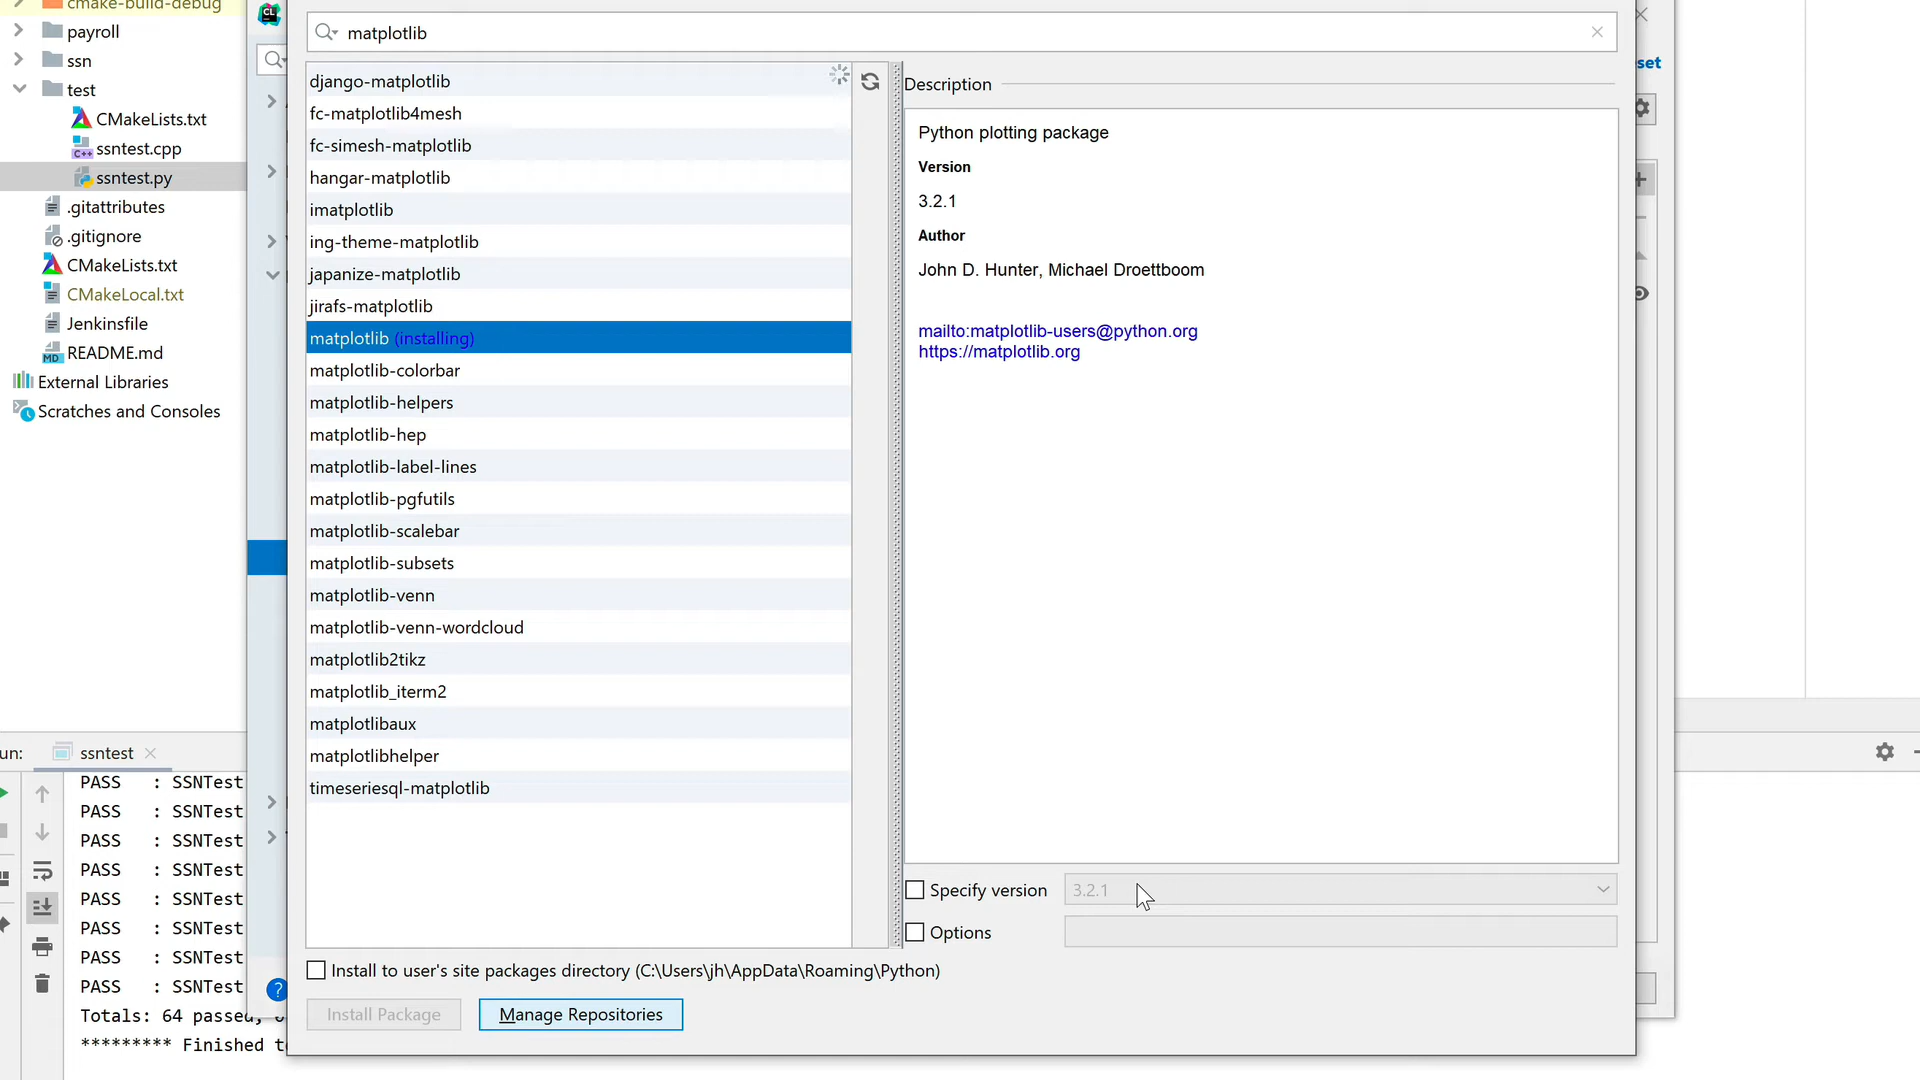 cmake-build-debug
payroll
ssn
test
CMakeLists.txt
ssntest.cpp
ssntest.py
.gitattributes
.gitignore
CMakeLists.txt
CMakeLocal.txt
Jenkinsfile
README.md
External Libraries
Scratches and Consoles
matplotlib
django-matplotlib
fc-matplotlib4mesh
fc-simesh-matplotlib
hangar-matplotlib
imatplotlib
ing-theme-matplotlib
japanize-matplotlib
jirafs-matplotlib
matplotlib (installing)
matplotlib-colorbar
matplotlib-helpers
matplotlib-hep
matplotlib-label-lines
matplotlib-pgfutils
matplotlib-scalebar
matplotlib-subsets
matplotlib-venn
matplotlib-venn-wordcloud
matplotlib2tikz
matplotlib_iterm2
matplotlibaux
matplotlibhelper
timeseriesql-matplotlib
Description
Python plotting package
Version
3.2.1
Author
John D. Hunter, Michael Droettboom
mailto:matplotlib-users@python.org
https://matplotlib.org
Specify version 3.2.1
Options
Install to user's site packages directory (C:\Users\jh\AppData\Roaming\Python)
Install Package Manage Repositories
set
un: ssntest
PASS : SSNTest
PASS : SSNTest
PASS : SSNTest
PASS : SSNTest
PASS : SSNTest
PASS : SSNTest
PASS : SSNTest
PASS : SSNTest
Totals: 64 passed,
********* Finished t